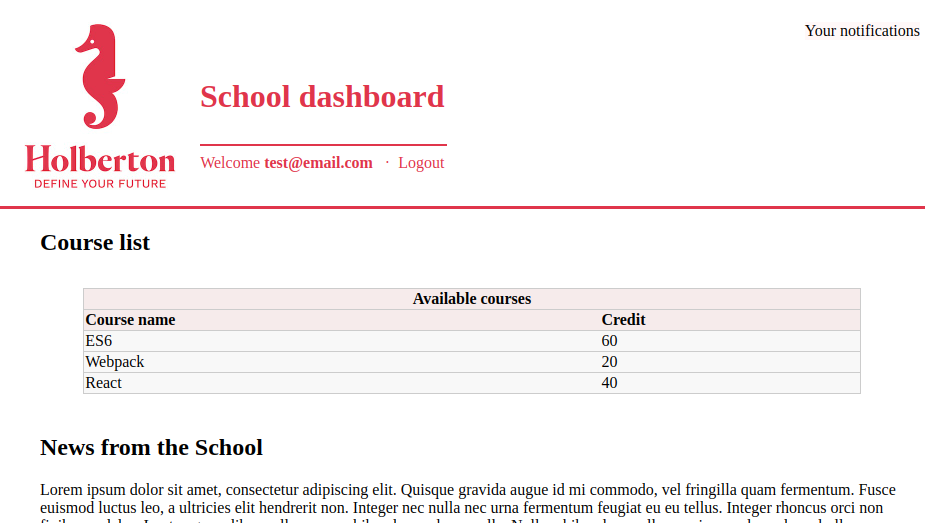 Your notifications
School dashboard
Holberton
DEFINE YOUR FUTURE
Welcome test@email.com · Logout
Course list
Available courses
Course name Credit
ES6 60
Webpack 20
React 40
News from the School
Lorem ipsum dolor sit amet, consectetur adipiscing elit. Quisque gravida augue id mi commodo, vel fringilla quam fermentum. Fusce
euismod luctus leo, a ultricies elit hendrerit non. Integer nec nulla nec urna fermentum feugiat eu eu tellus. Integer rhoncus orci non